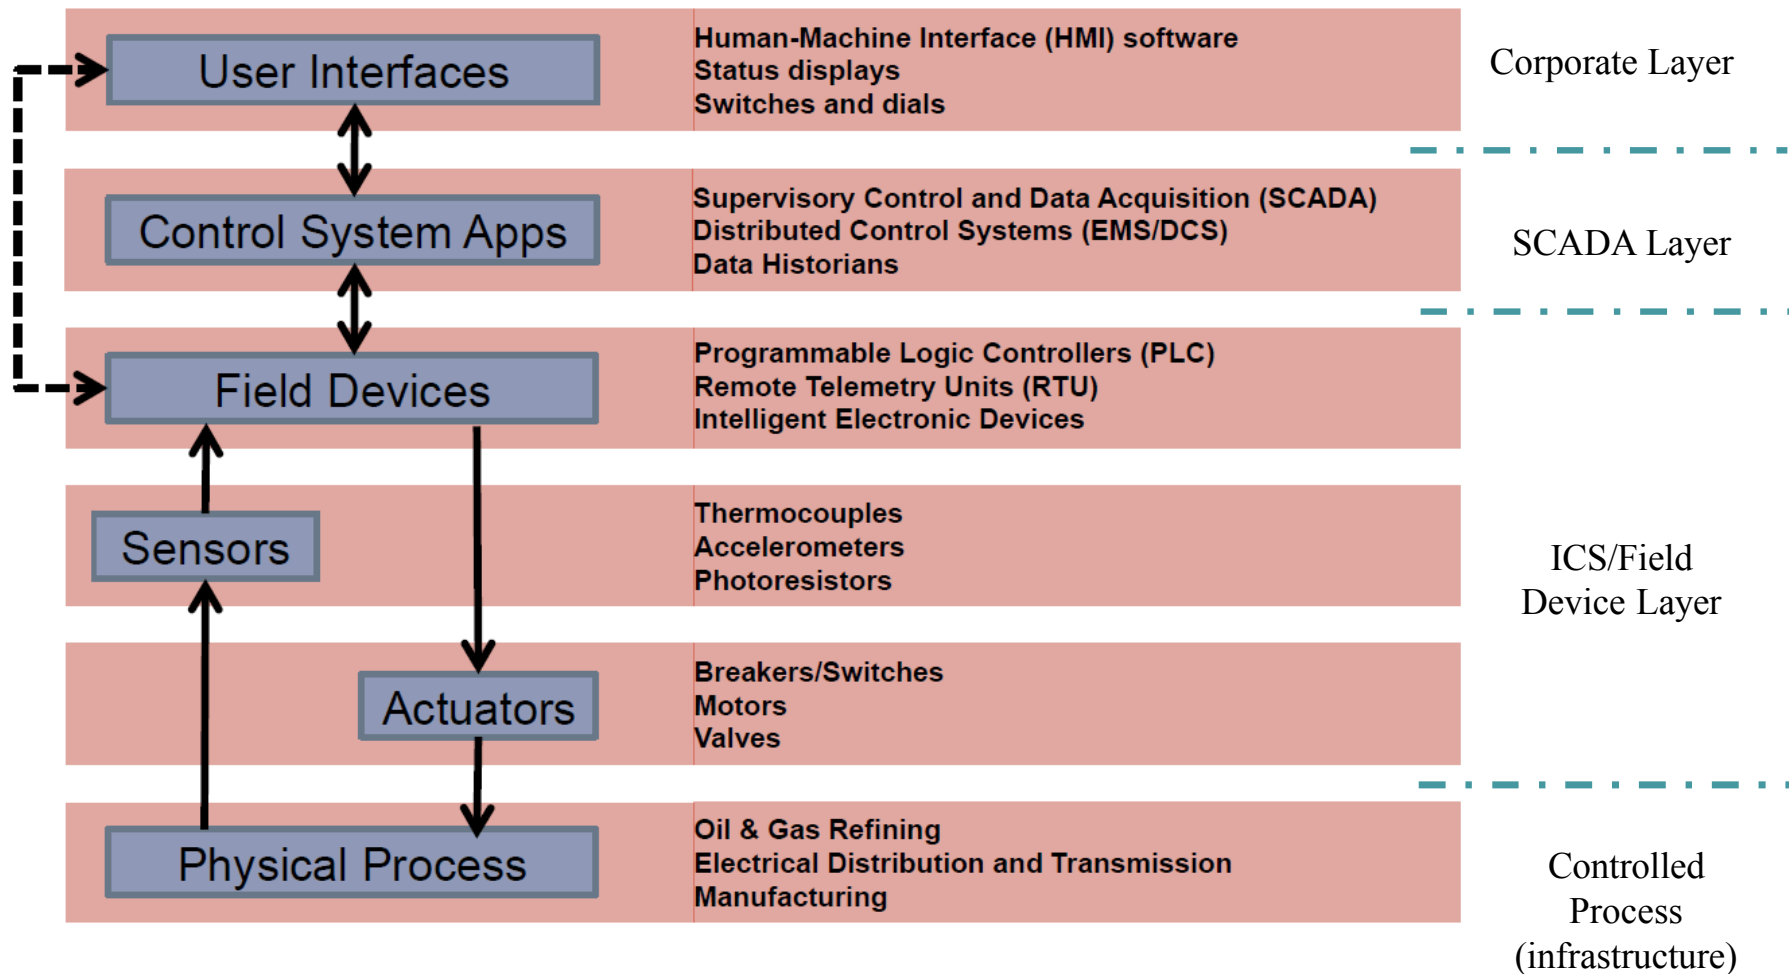 User Interfaces
Human-Machine Interface (HMI) software
Status displays
Switches and dials
Corporate Layer
Control System Apps
Supervisory Control and Data Acquisition (SCADA)
Distributed Control Systems (EMS/DCS)
Data Historians
SCADA Layer
Field Devices
Programmable Logic Controllers (PLC)
Remote Telemetry Units (RTU)
Intelligent Electronic Devices
Sensors
Thermocouples
Accelerometers
Photoresistors
ICS/Field
Device Layer
Actuators
Breakers/Switches
Motors
Valves
Physical Process
Oil & Gas Refining
Electrical Distribution and Transmission
Manufacturing
Controlled
Process
(infrastructure)